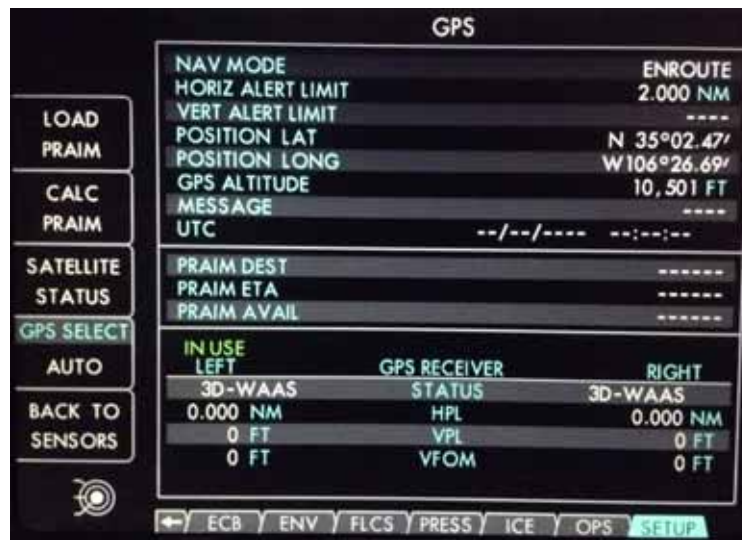 GPS
NAV MODE ENROUTE
HORIZ ALERT LIMIT 2.000 NM
VERT ALERT LIMIT ----
POSITION LAT N 35°02.47'
POSITION LONG W106°26.69'
GPS ALTITUDE 10,501 FT
MESSAGE ----
UTC --/--/---- --:--:--
PRAIM DEST ------
PRAIM ETA ------
PRAIM AVAIL ------
IN USE
LEFT GPS RECEIVER RIGHT
3D-WAAS STATUS 3D-WAAS
0.000 NM HPL 0.000 NM
0 FT VPL 0 FT
0 FT VFOM 0 FT
LOAD
PRAIM
CALC
PRAIM
SATELLITE
STATUS
GPS SELECT
AUTO
BACK TO
SENSORS
← ECB ENV FLCS PRESS ICE OPS SETUP